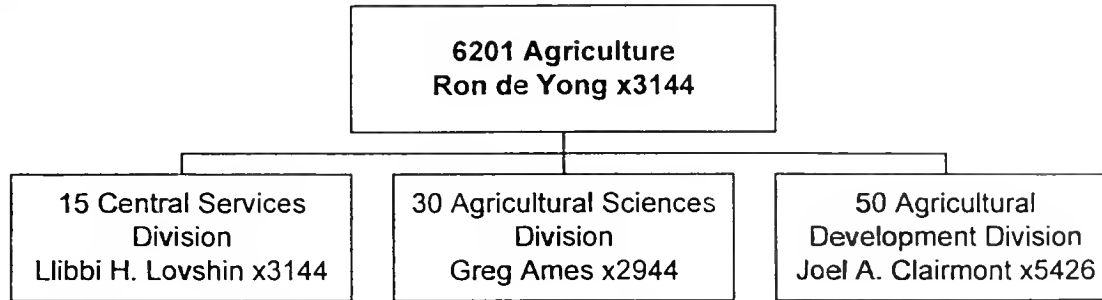 6201 Agriculture
Ron de Yong x3144
15 Central Services
Division
Llibbi H. Lovshin x3144
30 Agricultural Sciences
Division
Greg Ames x2944
50 Agricultural
Development Division
Joel A. Clairmont x5426